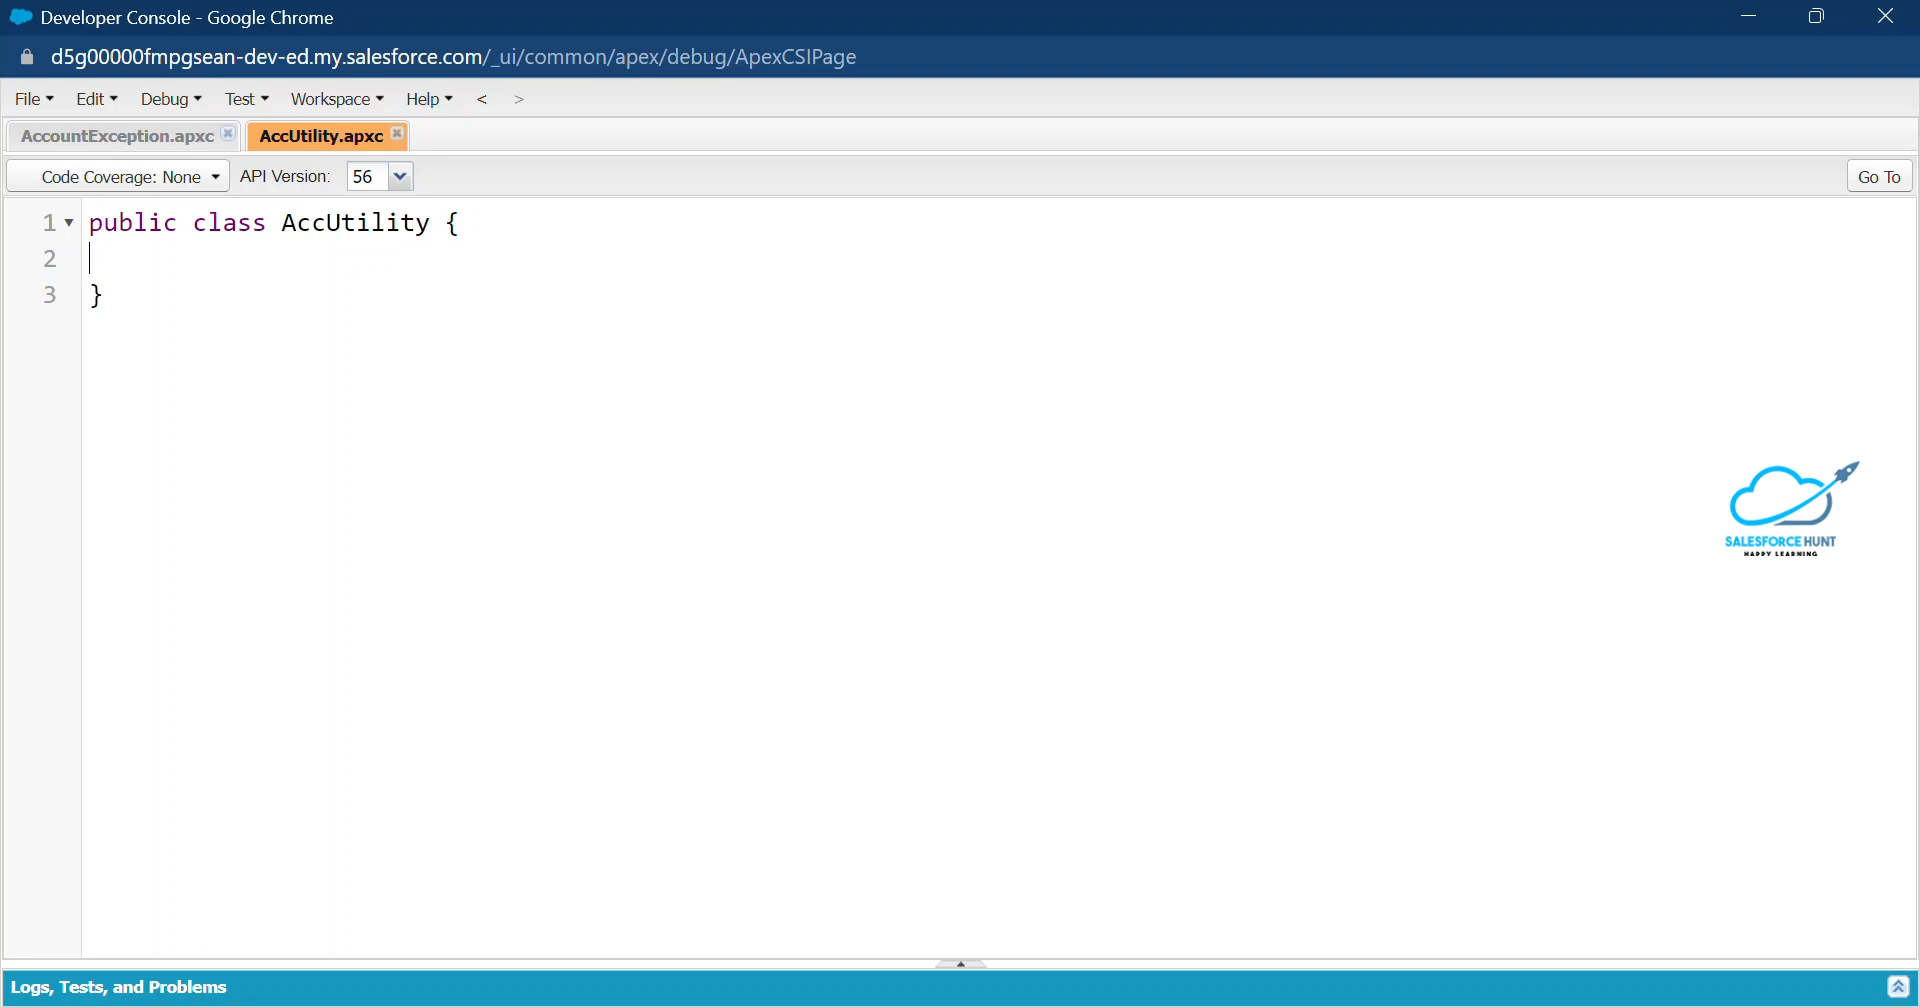 Developer Console - Google Chrome
d5g00000fmpgsean-dev-ed.my.salesforce.com/_ui/common/apex/debug/ApexCSIPage
File Edit Debug Test Workspace Help < >
AccountException.apxc AccUtility.apxc
Code Coverage: None API Version: 56 Go To
1 public class AccUtility {
2
3 }
SALESFORCE HUNT
HAPPY LEARNING
Logs, Tests, and Problems